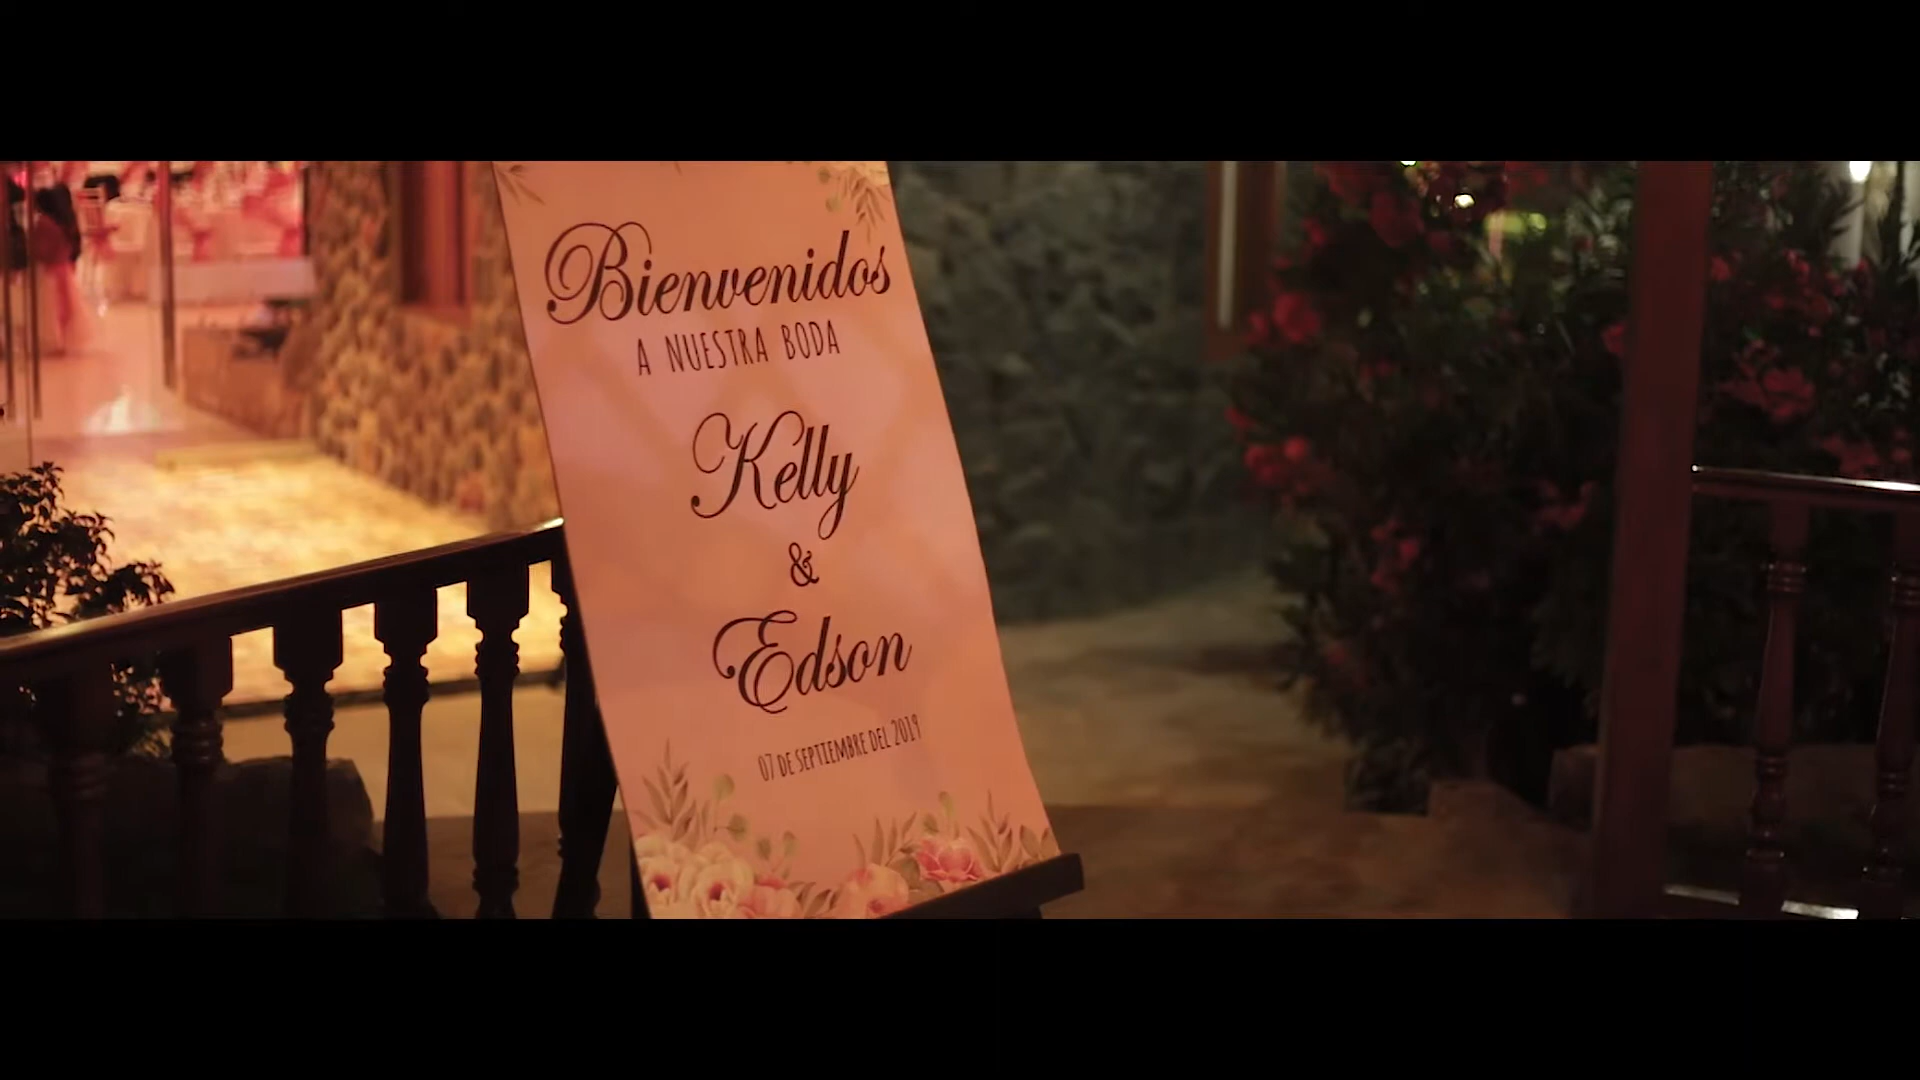 Bienvenidos
A NUESTRA BODA
Kelly
&
Edson
07 DE SEPTIEMBRE DEL 2019